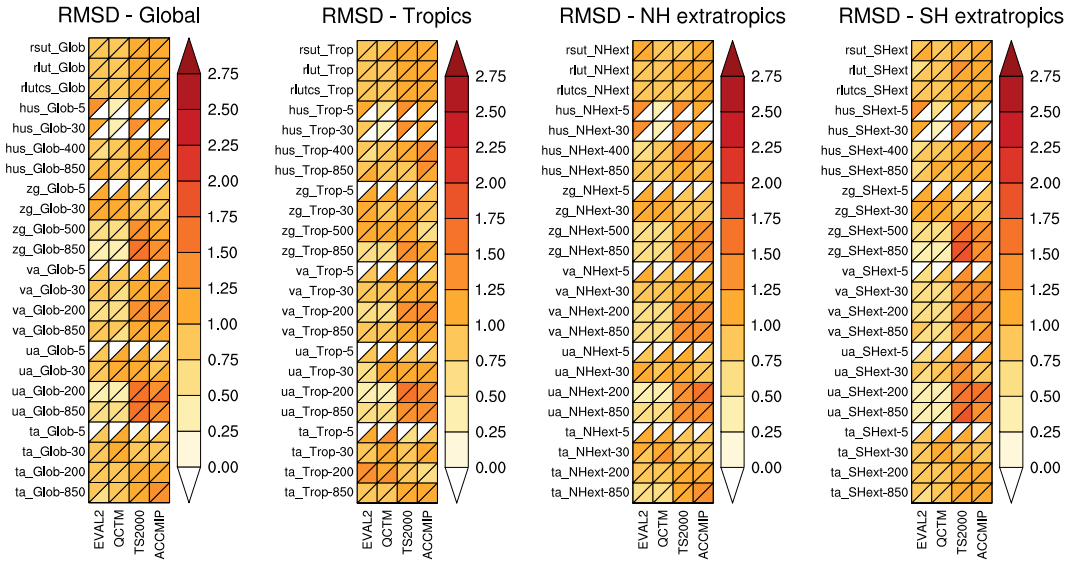 RMSD - Global
rsut_Glob
rlut_Glob
rlutcs_Glob
hus_Glob-5
hus_Glob-30
hus_Glob-400
hus_Glob-850
zg_Glob-5
zg_Glob-30
zg_Glob-500
zg_Glob-850
va_Glob-5
va_Glob-30
va_Glob-200
va_Glob-850
ua_Glob-5
ua_Glob-30
ua_Glob-200
ua_Glob-850
ta_Glob-5
ta_Glob-30
ta_Glob-200
ta_Glob-850
EVAL2
QCTM
TS2000
ACCMIP
2.75
2.50
2.25
2.00
1.75
1.50
1.25
1.00
0.75
0.50
0.25
0.00
RMSD - Tropics
rsut_Trop
rlut_Trop
rlutcs_Trop
hus_Trop-5
hus_Trop-30
hus_Trop-400
hus_Trop-850
zg_Trop-5
zg_Trop-30
zg_Trop-500
zg_Trop-850
va_Trop-5
va_Trop-30
va_Trop-200
va_Trop-850
ua_Trop-5
ua_Trop-30
ua_Trop-200
ua_Trop-850
ta_Trop-5
ta_Trop-30
ta_Trop-200
ta_Trop-850
EVAL2
QCTM
TS2000
ACCMIP
2.75
2.50
2.25
2.00
1.75
1.50
1.25
1.00
0.75
0.50
0.25
0.00
RMSD - NH extratropics
rsut_NHext
rlut_NHext
rlutcs_NHext
hus_NHext-5
hus_NHext-30
hus_NHext-400
hus_NHext-850
zg_NHext-5
zg_NHext-30
zg_NHext-500
zg_NHext-850
va_NHext-5
va_NHext-30
va_NHext-200
va_NHext-850
ua_NHext-5
ua_NHext-30
ua_NHext-200
ua_NHext-850
ta_NHext-5
ta_NHext-30
ta_NHext-200
ta_NHext-850
EVAL2
QCTM
TS2000
ACCMIP
2.75
2.50
2.25
2.00
1.75
1.50
1.25
1.00
0.75
0.50
0.25
0.00
RMSD - SH extratropics
rsut_SHext
rlut_SHext
rlutcs_SHext
hus_SHext-5
hus_SHext-30
hus_SHext-400
hus_SHext-850
zg_SHext-5
zg_SHext-30
zg_SHext-500
zg_SHext-850
va_SHext-5
va_SHext-30
va_SHext-200
va_SHext-850
ua_SHext-5
ua_SHext-30
ua_SHext-200
ua_SHext-850
ta_SHext-5
ta_SHext-30
ta_SHext-200
ta_SHext-850
EVAL2
QCTM
TS2000
ACCMIP
2.75
2.50
2.25
2.00
1.75
1.50
1.25
1.00
0.75
0.50
0.25
0.00